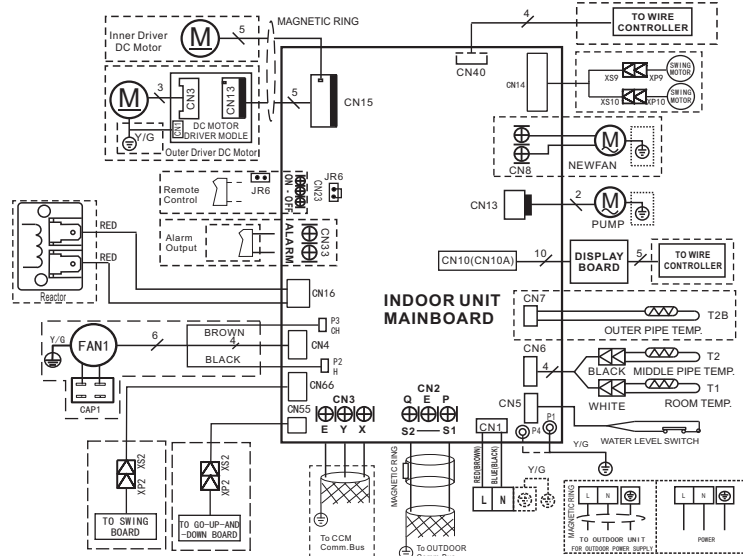 Inner Driver
DC Motor
M
5
MAGNETIC RING
M
3
CN3
CN13
5
CN15
Y/G
CN1
DC MOTOR
DRIVER MODLE
Outer Driver DC Motor
4
TO WIRE
CONTROLLER
CN40
CN14
XS9
XP9
SWING
MOTOR
XS10
XP10
SWING
MOTOR
CN8
M
NEWFAN
CN13
2
M
PUMP
Remote
Control
JR6
ON - OFF
CN23
JR6
Alarm
Output
ALARM
CN33
RED
RED
Reactor
CN16
CN10(CN10A)
10
DISPLAY
BOARD
5
TO WIRE
CONTROLLER
INDOOR UNIT
MAINBOARD
CN7
T2B
OUTER PIPE TEMP.
CN6
4
T2
BLACK
MIDDLE PIPE TEMP.
T1
WHITE
ROOM TEMP.
CN5
WATER LEVEL SWITCH
Y/G
FAN1
6
BROWN
4
BLACK
P3
CH
CN4
P2
H
CAP1
CN66
CN55
CN3
E Y X
CN2
Q E P
S2 S1
CN1
P4
P1
Y/G
XP2 XS2
TO SWING
BOARD
XP2 XS2
TO GO-UP-AND
-DOWN BOARD
To CCM
Comm.Bus
MAGNETIC RING
To OUTDOOR
RED(BROWN)
BLUE(BLACK)
Y/G
L N
MAGNETIC RING
L N
TO OUTDOOR UNIT
FOR OUTDOOR POWER SUPPLY
L N
POWER